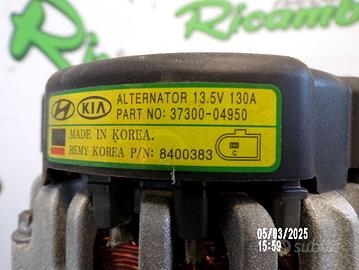 Ricambi
KIA
ALTERNATOR 13.5V 130A
PART NO: 37300-04950
MADE IN KOREA.
REMY KOREA P/N: 8400383
C
05/03/2025
15:59
subito